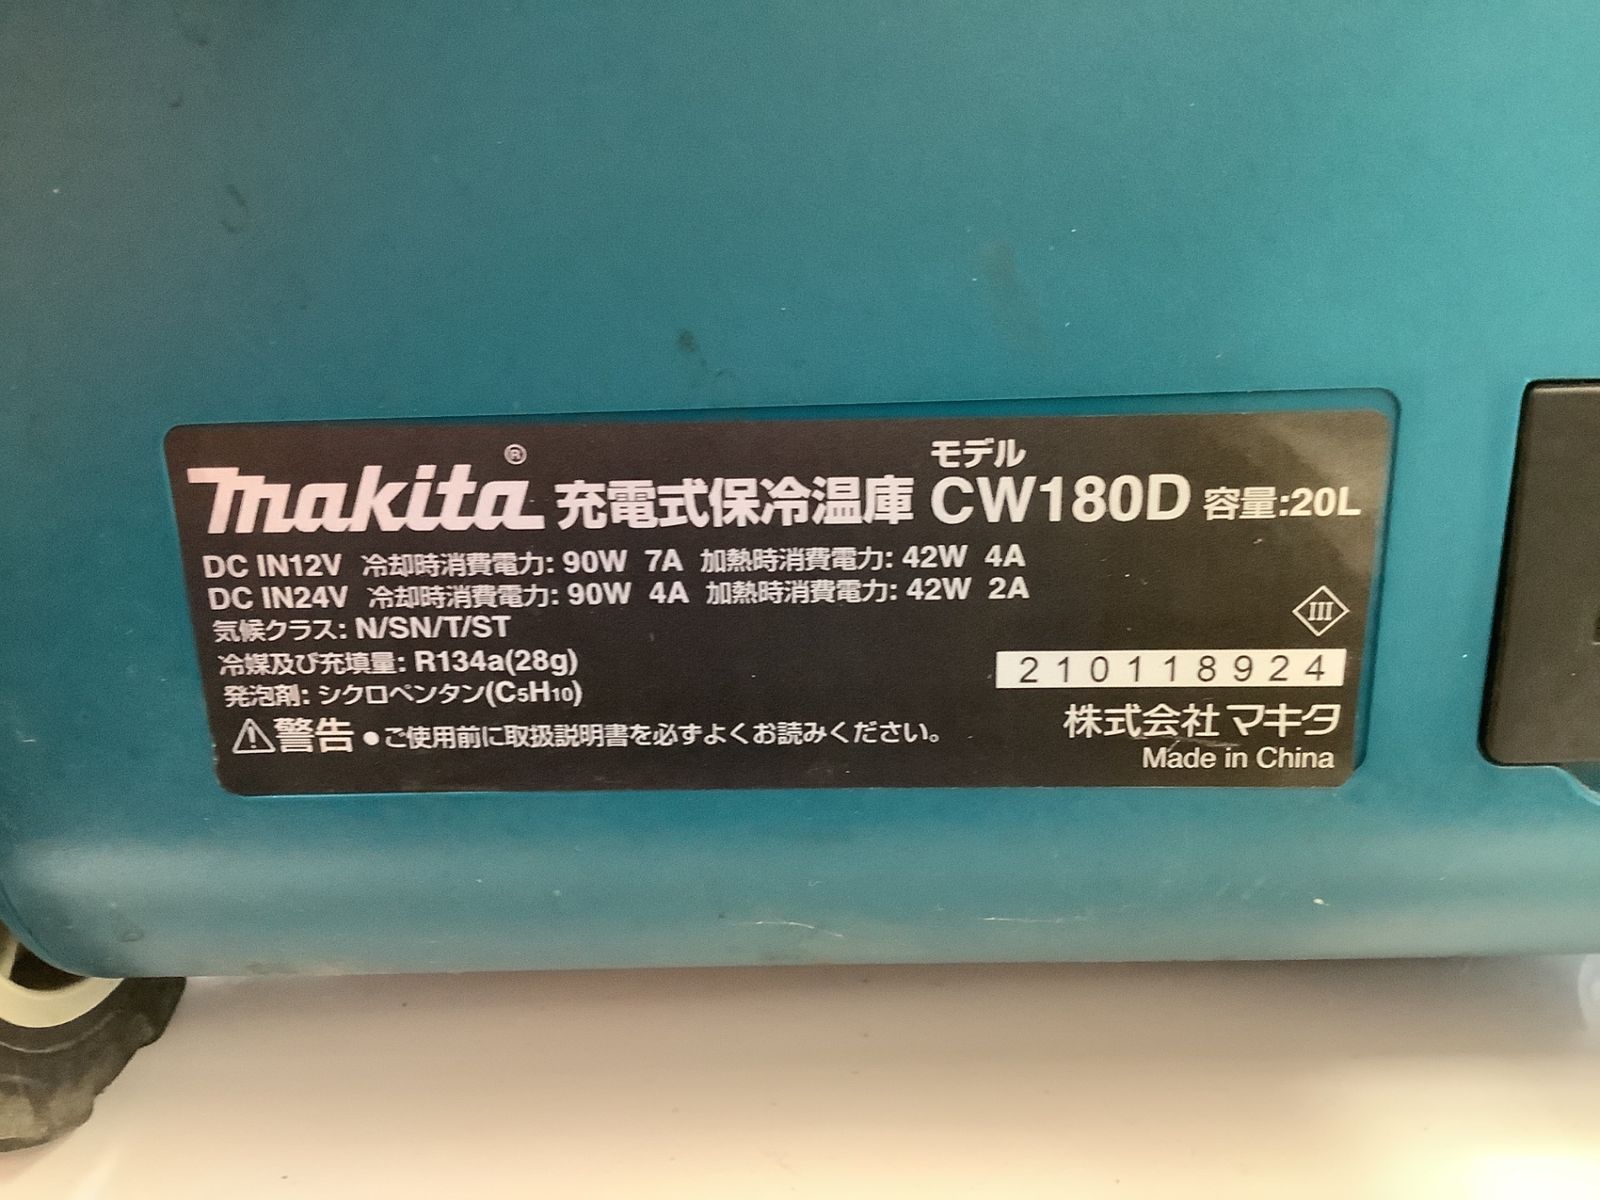 makita® 充電式保冷温庫 モデル CW180D 容量:20L
DC IN12V 冷却時消費電力: 90W 7A 加熱時消費電力: 42W 4A
DC IN24V 冷却時消費電力: 90W 4A 加熱時消費電力: 42W 2A
気候クラス: N/SN/T/ST
III
冷媒及び充填量: R134a(28g)
210118924
発泡剤: シクロペンタン(C5H10)
⚠警告 ●ご使用前に取扱説明書を必ずよくお読みください。
株式会社マキタ
Made in China